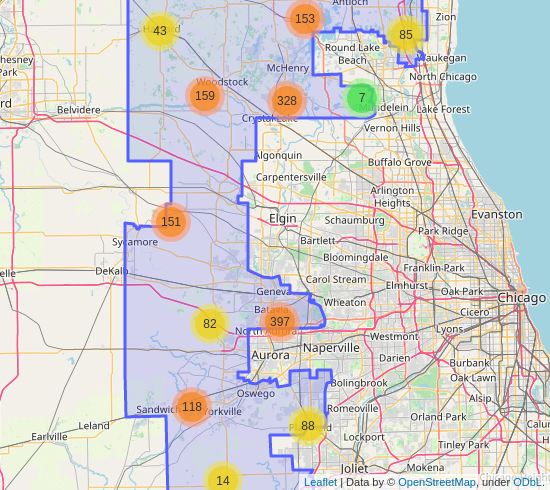 Antioch
Zion
153
43
85
Round Lake
Beach
Waukegan
hesney
Park
McHenry
North Chicago
Woodstock
159
328
7
Mundelein
Lake Forest
Belvidere
rd
Crystal Lake
Vernon Hills
Algonquin
Buffalo Grove
Carpentersville
Arlington
Heights
151
Elgin
Schaumburg
Evanston
Park Ridge
Sycamore
Bartlett
Bloomingdale
Franklin Park
elle
DeKalb
Carol Stream
Elmhurst
Oak Park
Geneva
Chicago
Wheaton
Batavia
Cicero
82
397
North Aurora
Lyons
Westmont
Naperville
Aurora
Darien
Burbank
Oak Lawn
Bolingbrook
Oswego
Alsip
118
Sandwich
Yorkville
Romeoville
Orland Park
Leland
88
Calum
Earlville
Lockport
Tinley Park
Har
Joliet
Mokena
14
Leaflet | Data by © OpenStreetMap, under ODbL.